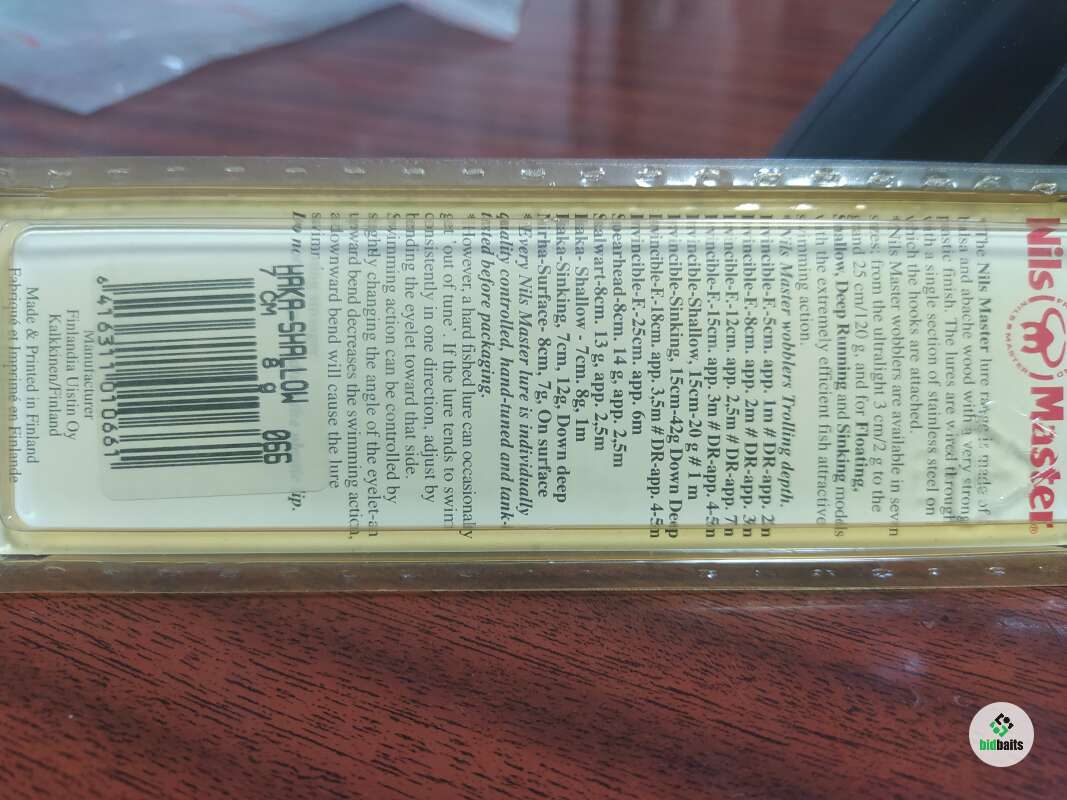 Nils Master®
"The Nils Master lure range is made of
balsa and abache wood with a very strong
plastic finish. The lures are wired through
with a single section of stainless steel on
which the hooks are attached.
*Nils Master wobblers are available in seven
sizes from the ultralight 3 cm/2 g to the
grand 25 cm/120 g, and for Floating,
Shallow, Deep Running and Sinking models
with the extremely efficient fish attractive
swimming action.
*Nils Master wobblers Trolling depth.
Invincible-F.-5cm. app. 1m # DR-app. 2m
Invincible-F.-8cm. app. 2m # DR-app. 3m
Invincible-F.-12cm. app. 2,5m # DR-app. 7m
Invincible-F.-15cm. app. 3m # DR-app. 4-5m
Invincible-Shallow, 15cm-20 g # 1 m
Invincible-Sinking, 15cm-42g Down Deep
Invincible-F.-18cm. app. 3,5m # DR-app. 4-5m
Invincible-F.-25cm. app. 6m
Spearhead-8cm. 14 g, app. 2,5m
Stalwart-8cm. 13 g, app. 2,5m
Haka- Shallow - 7cm. 8g, 1m
Haka-Sinking, 7cm, 12g, Down deep
Nirha-Surface- 8cm, 7g, On surface
*Every Nils Master lure is individually
quality controlled, hand-tuned and tank-
tested before packaging.
*However, a hard fished lure can occasionally
get 'out of tune'. If the lure tends to swim
consistently in one direction, adjust by
bending the eyelet toward that side.
Swimming action can be controlled by
slightly changing the angle of the eyelet-an
upward bend decreases the swimming action,
a downward bend will cause the lure
swim
Do no lip.
HAKA-SHALLOW 066
7 CM 8 g
6416311010661
Manufacturer
Finlandia Uistin Oy
Kalkkinen/Finland
Made & Printed in Finland
Fabriqué et imprimé en Finlande
bidbaits